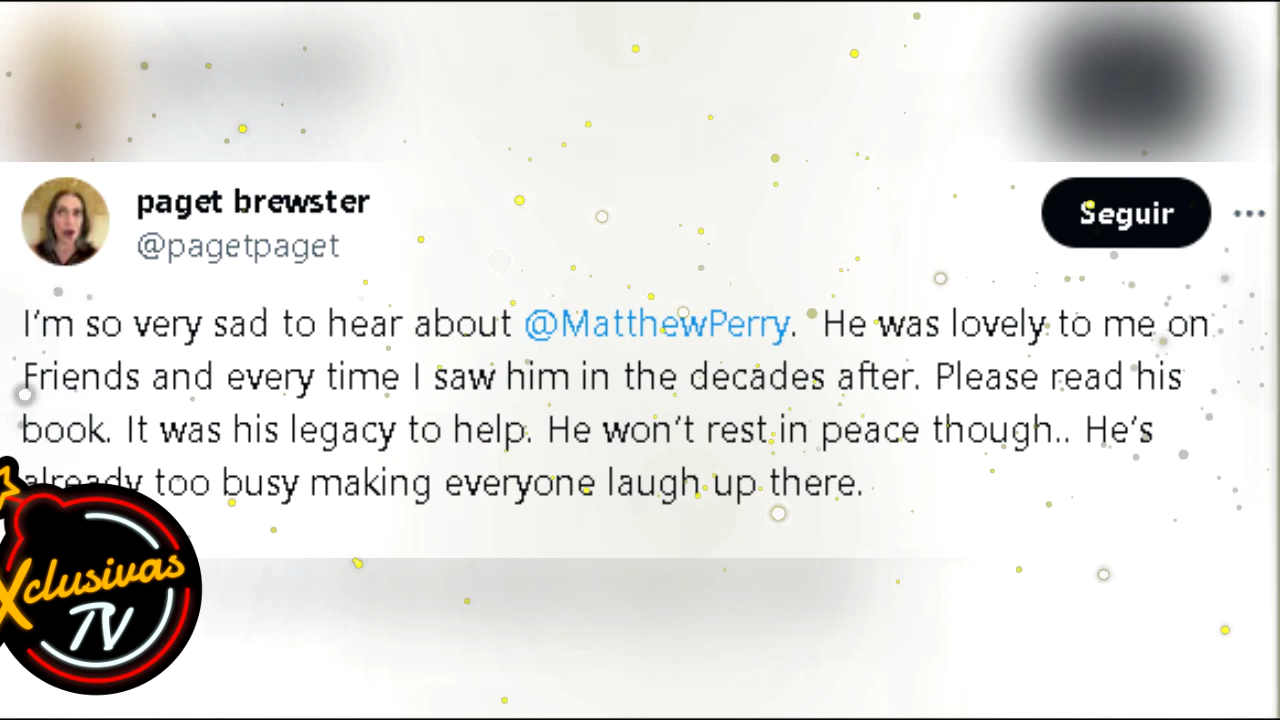 paget brewster
@pagetpaget
Seguir
I'm so very sad to hear about @MatthewPerry. He was lovely to me on
Friends and every time I saw him in the decades after. Please read his
book. It was his legacy to help. He won't rest in peace though.. He's
already too busy making everyone laugh up there.
Xclusivas
TV